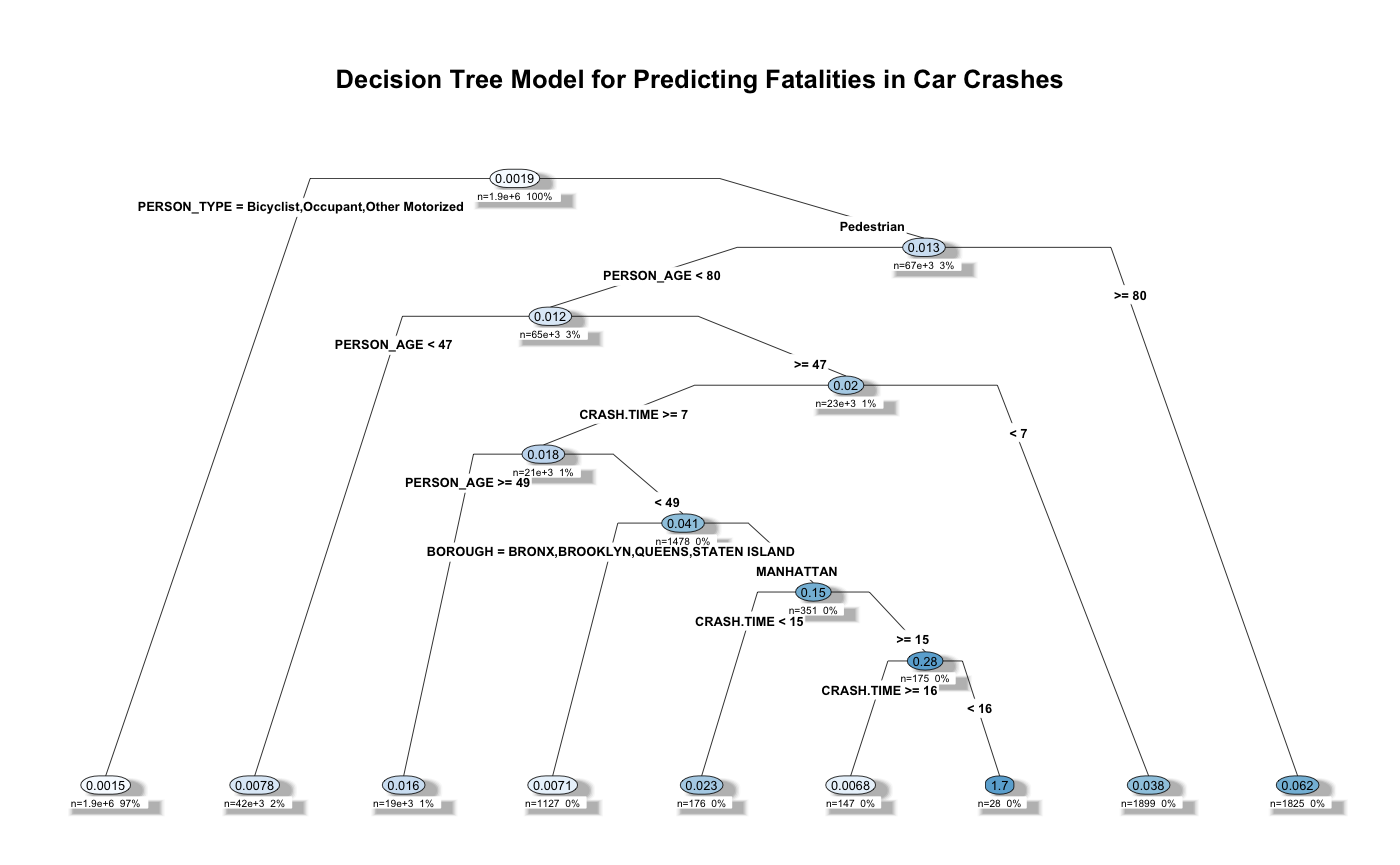 Decision Tree Model for Predicting Fatalities in Car Crashes
0.0019
n=1.9e+6 100%
PERSON_TYPE = Bicyclist,Occupant,Other Motorized
Pedestrian
0.013
n=67e+3 3%
PERSON_AGE < 80
>= 80
0.012
n=65e+3 3%
PERSON_AGE < 47
>= 47
0.02
n=23e+3 1%
CRASH.TIME >= 7
< 7
0.018
n=21e+3 1%
PERSON_AGE >= 49
< 49
0.041
n=1478 0%
BOROUGH = BRONX,BROOKLYN,QUEENS,STATEN ISLAND
MANHATTAN
0.15
n=351 0%
CRASH.TIME < 15
>= 15
0.28
n=175 0%
CRASH.TIME >= 16
< 16
0.0015
n=1.9e+6 97%
0.0078
n=42e+3 2%
0.016
n=19e+3 1%
0.0071
n=1127 0%
0.023
n=176 0%
0.0068
n=147 0%
1.7
n=28 0%
0.038
n=1899 0%
0.062
n=1825 0%